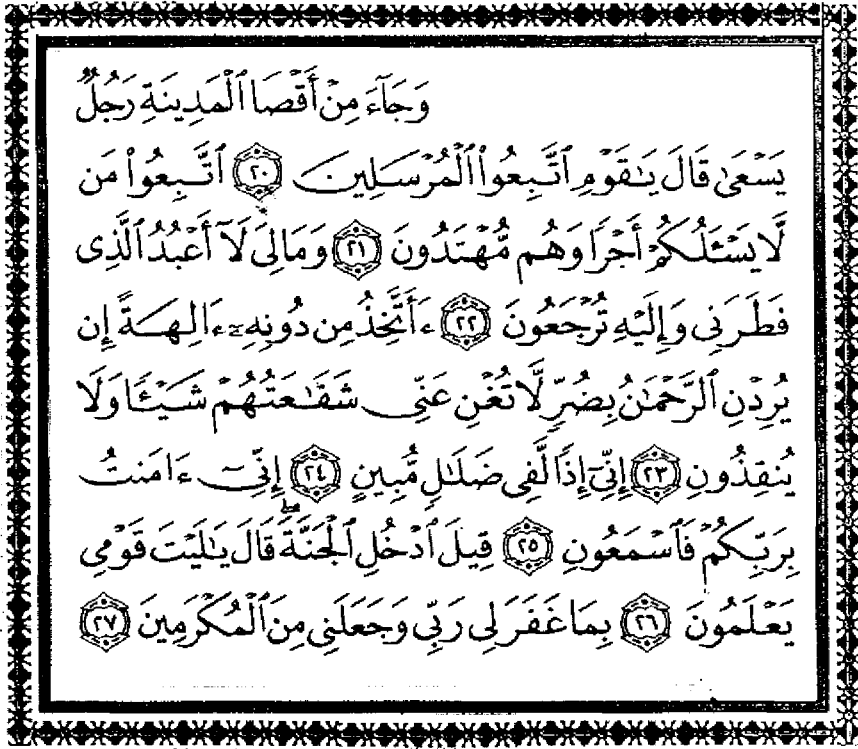 وَجَآءَ مِنْ أَقْصَا ٱلْمَدِينَةِ رَجُلٌ
يَسْعَىٰ قَالَ يَٰقَوْمِ ٱتَّبِعُوا۟ ٱلْمُرْسَلِينَ ٢٠ ٱتَّبِعُوا۟ مَن
لَّا يَسْـَٔلُكُمْ أَجْرًا وَهُم مُّهْتَدُونَ ٢١ وَمَا لِىَ لَآ أَعْبُدُ ٱلَّذِى
فَطَرَنِى وَإِلَيْهِ تُرْجَعُونَ ٢٢ ءَأَتَّخِذُ مِن دُونِهِۦٓ ءَالِهَةً إِن
يُرِدْنِ ٱلرَّحْمَٰنُ بِضُرٍّ لَّا تُغْنِ عَنِّى شَفَٰعَتُهُمْ شَيْـًٔا وَلَا
يُنقِذُونِ ٢٣ إِنِّىٓ إِذًا لَّفِى ضَلَٰلٍ مُّبِينٍ ٢٤ إِنِّىٓ ءَامَنتُ
بِرَبِّكُمْ فَٱسْمَعُونِ ٢٥ قِيلَ ٱدْخُلِ ٱلْجَنَّةَ ۖ قَالَ يَٰلَيْتَ قَوْمِى
يَعْلَمُونَ ٢٦ بِمَا غَفَرَ لِى رَبِّى وَجَعَلَنِى مِنَ ٱلْمُكْرَمِينَ ٢٧